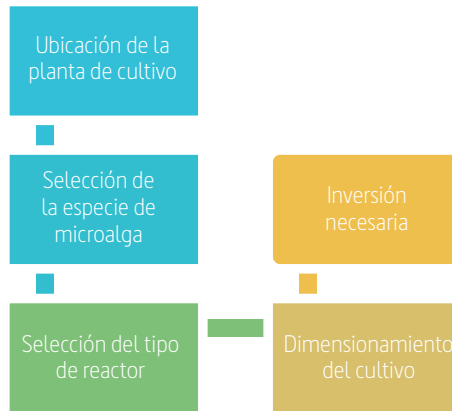 Ubicación de la
planta de cultivo
Selección de
la especie de
microalga
Selección del tipo
de reactor
Dimensionamiento
del cultivo
Inversión
necesaria